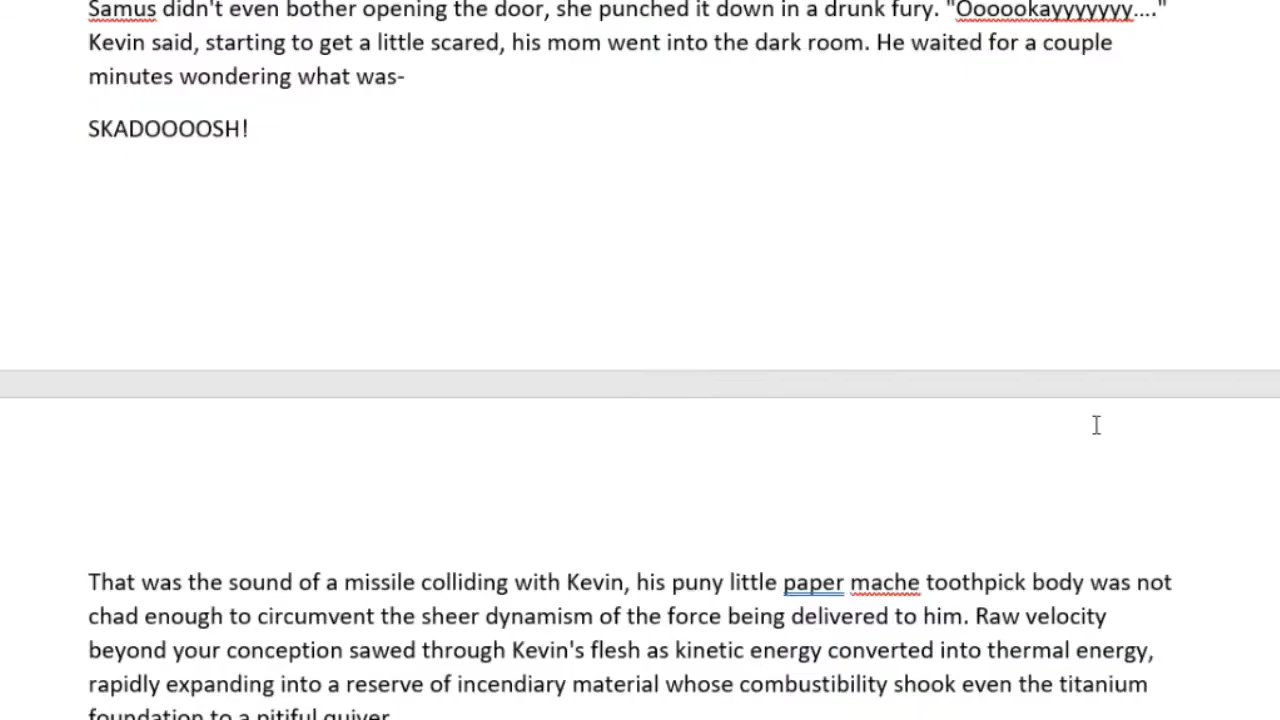 Samus didn't even bother opening the door, she punched it down in a drunk fury. "Oooookayyyyyyy...."
Kevin said, starting to get a little scared, his mom went into the dark room. He waited for a couple
minutes wondering what was-
SKADOOOOSH!
That was the sound of a missile colliding with Kevin, his puny little paper mache toothpick body was not
chad enough to circumvent the sheer dynamism of the force being delivered to him. Raw velocity
beyond your conception sawed through Kevin's flesh as kinetic energy converted into thermal energy,
rapidly expanding into a reserve of incendiary material whose combustibility shook even the titanium
foundation to a pitiful quiver.